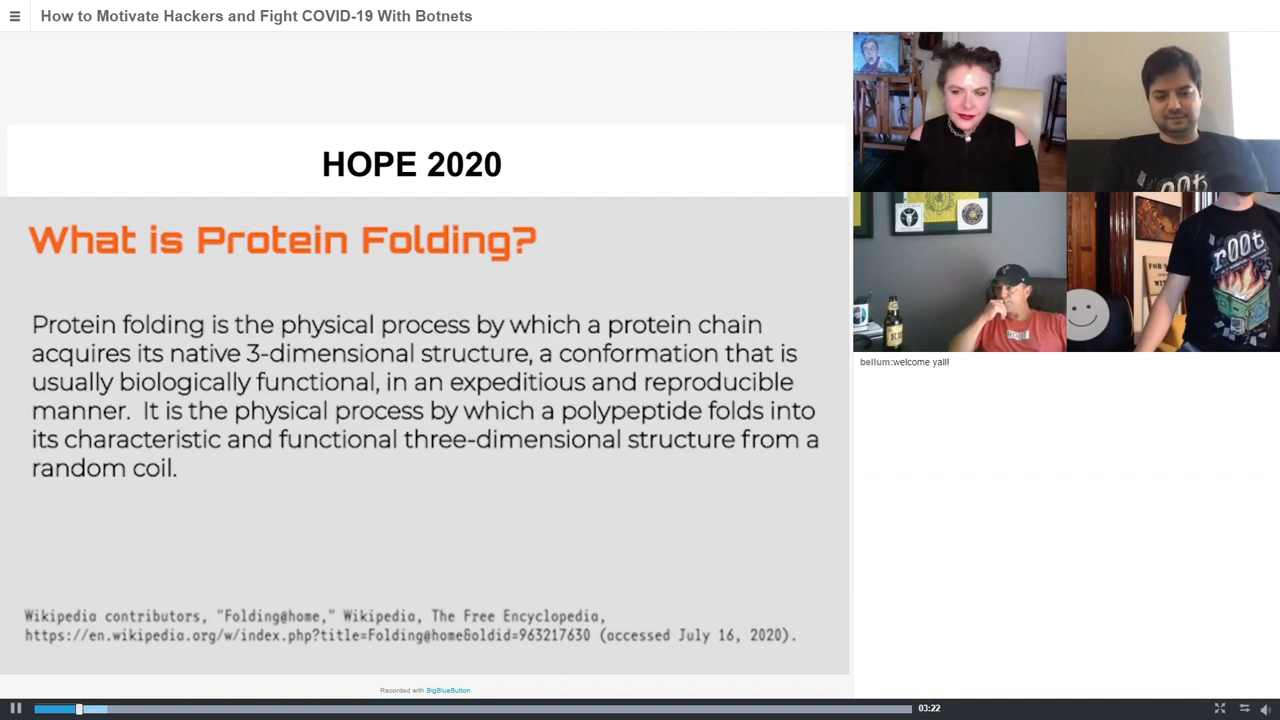 How to Motivate Hackers and Fight COVID-19 With Botnets
HOPE 2020
What is Protein Folding?
Protein folding is the physical process by which a protein chain
acquires its native 3-dimensional structure, a conformation that is
usually biologically functional, in an expeditious and reproducible
manner. It is the physical process by which a polypeptide folds into
its characteristic and functional three-dimensional structure from a
random coil.
Wikipedia contributors, "Folding@home," Wikipedia, The Free Encyclopedia,
https://en.wikipedia.org/w/index.php?title=Folding@home&oldid=963217630 (accessed July 16, 2020).
Recorded with BigBlueButton.
r00t
r00t
FOR
WI
bellum:welcome yall!
03:22